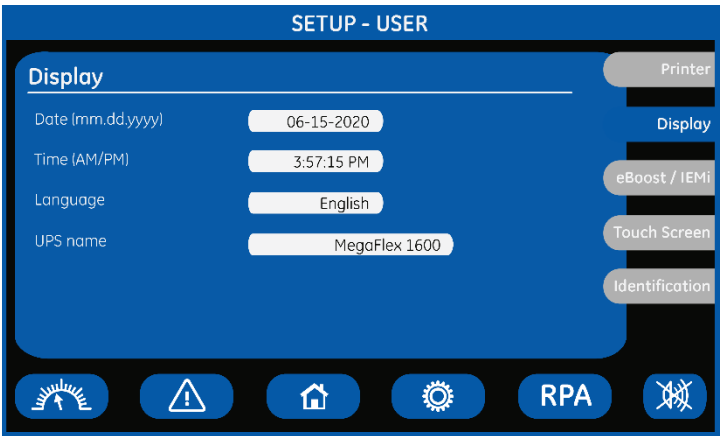 SETUP - USER
Display
Date (mm.dd.yyyy) 06-15-2020
Time (AM/PM) 3:57:15 PM
Language English
UPS name MegaFlex 1600
Printer
Display
eBoost / IEMi
Touch Screen
Identification
RPA